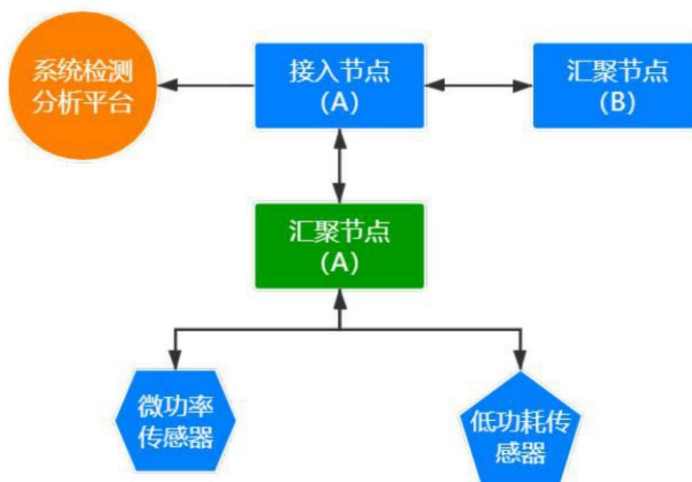 系统检测
分析平台
接入节点
(A)
汇聚节点
(B)
汇聚节点
(A)
微功率
传感器
低功耗传
感器